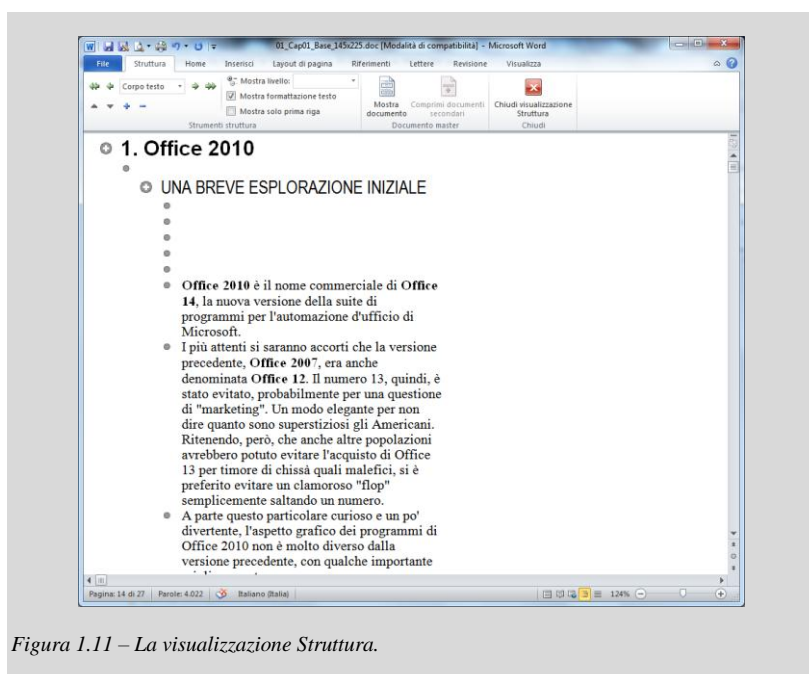 01_Cap01_Base_145x225.doc [Modalità di compatibilità] - Microsoft Word
File Struttura Home Inserisci Layout di pagina Riferimenti Lettere Revisione Visualizza
Corpo testo
Mostra livello:
Mostra formattazione testo
Mostra solo prima riga
Mostra documento
Comprimi documenti secondari
Chiudi visualizzazione Struttura
Strumenti struttura Documento master Chiudi
1. Office 2010
UNA BREVE ESPLORAZIONE INIZIALE
Office 2010 è il nome commerciale di Office
14, la nuova versione della suite di
programmi per l'automazione d'ufficio di
Microsoft.
I più attenti si saranno accorti che la versione
precedente, Office 2007, era anche
denominata Office 12. Il numero 13, quindi, è
stato evitato, probabilmente per una questione
di "marketing". Un modo elegante per non
dire quanto sono superstiziosi gli Americani.
Ritenendo, però, che anche altre popolazioni
avrebbero potuto evitare l'acquisto di Office
13 per timore di chissà quali malefici, si è
preferito evitare un clamoroso "flop"
semplicemente saltando un numero.
A parte questo particolare curioso e un po'
divertente, l'aspetto grafico dei programmi di
Office 2010 non è molto diverso dalla
versione precedente, con qualche importante
Pagina: 14 di 27 Parole: 4.022 Italiano (Italia) 124%
Figura 1.11 – La visualizzazione Struttura.